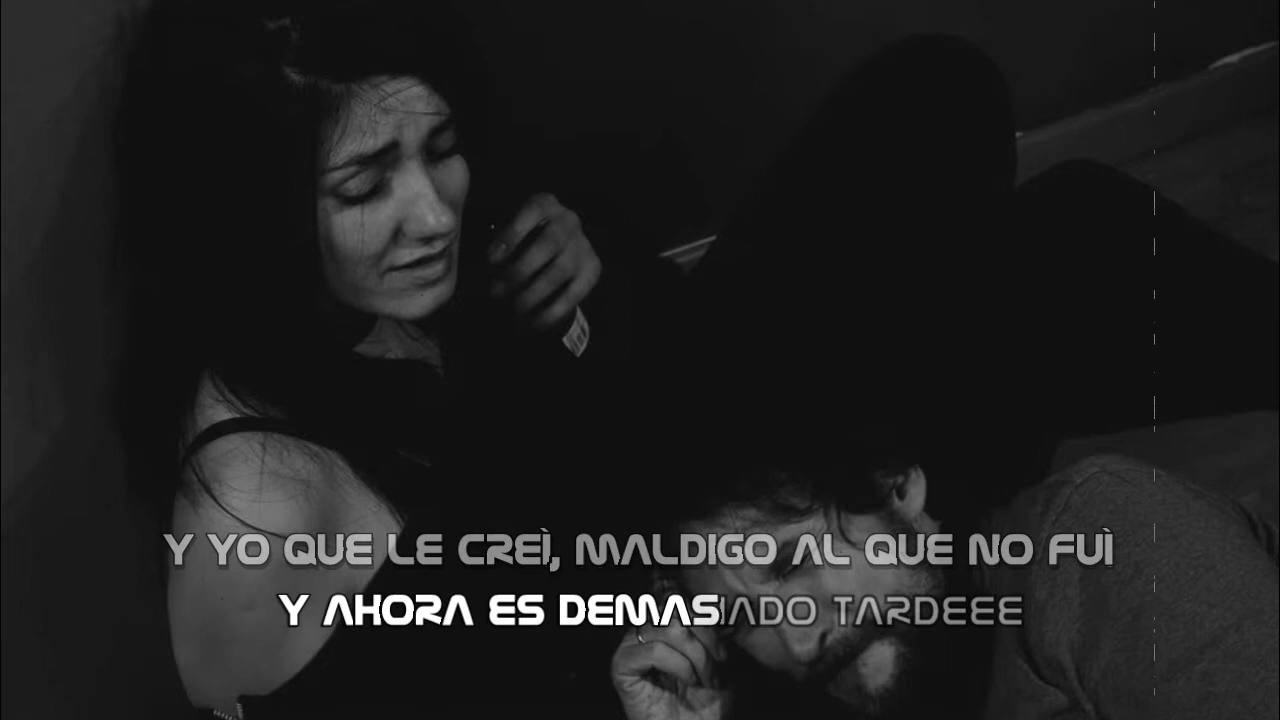 Y YO QUE LE CREÌ, MALDIGO AL QUE NO FUÌ
Y AHORA ES DEMASIADO TARDEEE